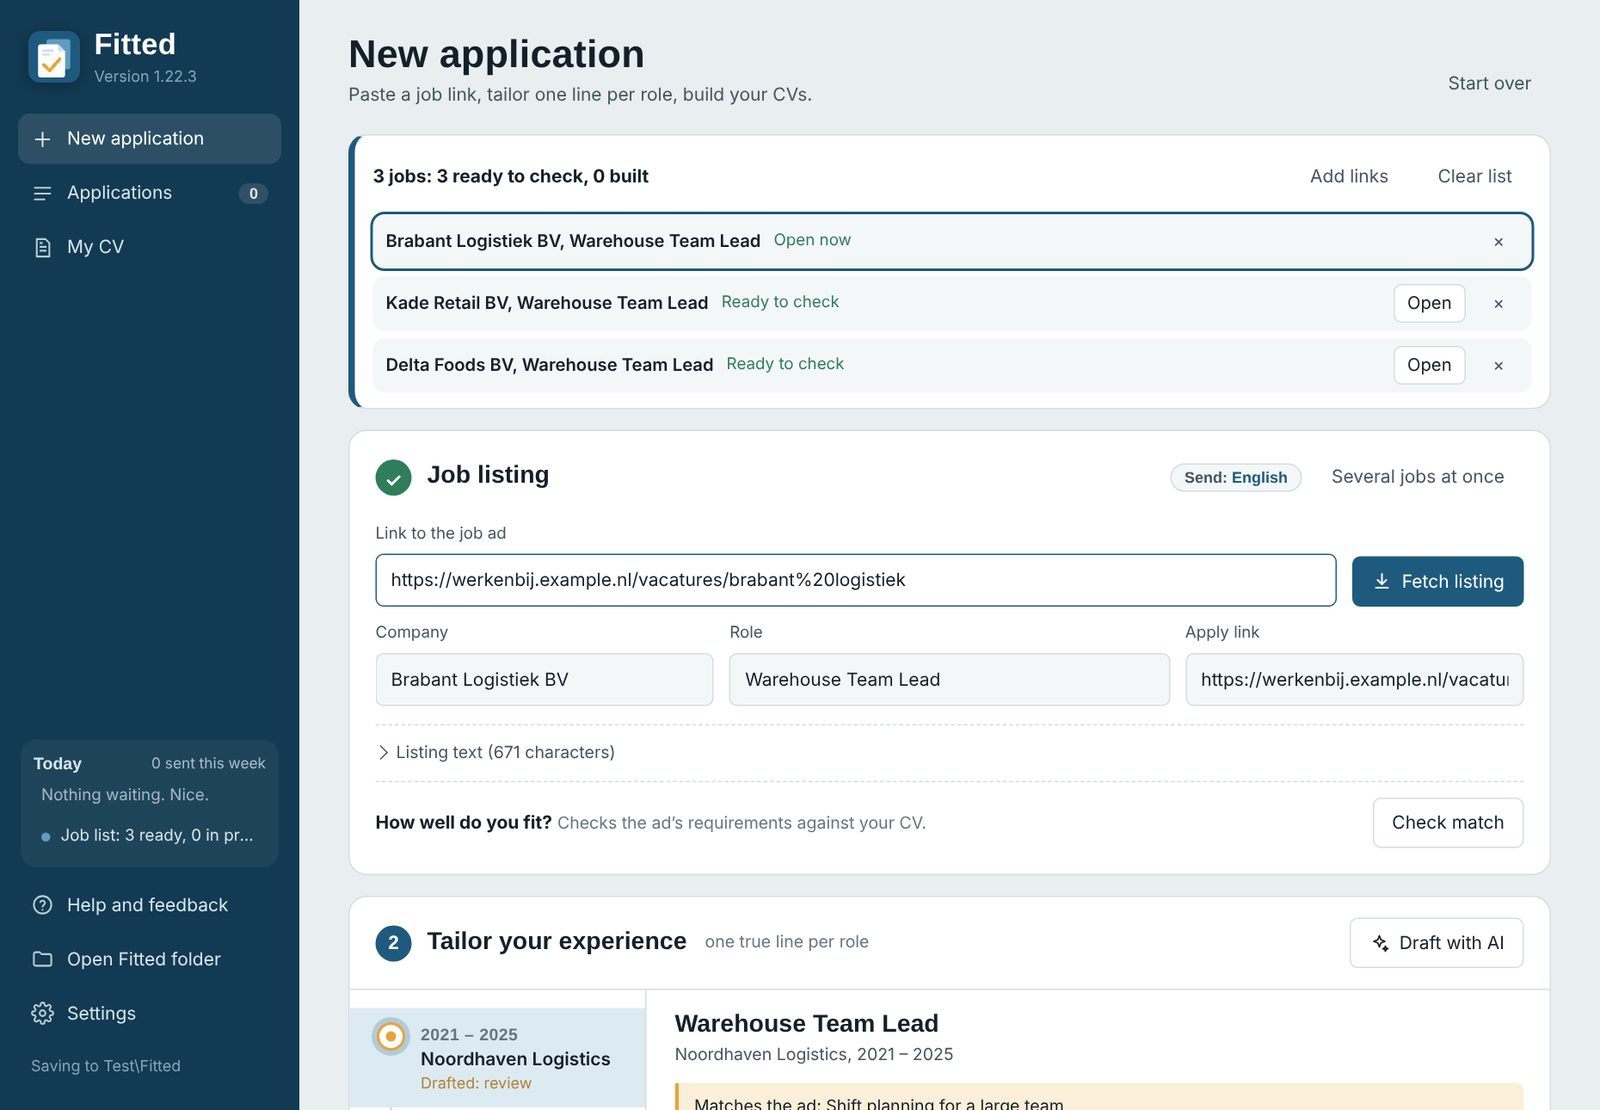 Fitted
Version 1.22.3
New application
Applications 0
My CV
Today 0 sent this week
Nothing waiting. Nice.
Job list: 3 ready, 0 in pr...
Help and feedback
Open Fitted folder
Settings
Saving to Test\Fitted
New application
Paste a job link, tailor one line per role, build your CVs.
Start over
3 jobs: 3 ready to check, 0 built Add links Clear list
Brabant Logistiek BV, Warehouse Team Lead Open now ×
Kade Retail BV, Warehouse Team Lead Ready to check Open ×
Delta Foods BV, Warehouse Team Lead Ready to check Open ×
Job listing Send: English Several jobs at once
Link to the job ad
https://werkenbij.example.nl/vacatures/brabant%20logistiek Fetch listing
Company Role Apply link
Brabant Logistiek BV Warehouse Team Lead https://werkenbij.example.nl/vacatur
Listing text (671 characters)
How well do you fit? Checks the ad’s requirements against your CV. Check match
2 Tailor your experience one true line per role Draft with AI
2021 – 2025
Noordhaven Logistics
Drafted: review
Warehouse Team Lead
Noordhaven Logistics, 2021 – 2025
Matches the ad: Shift planning for a large team